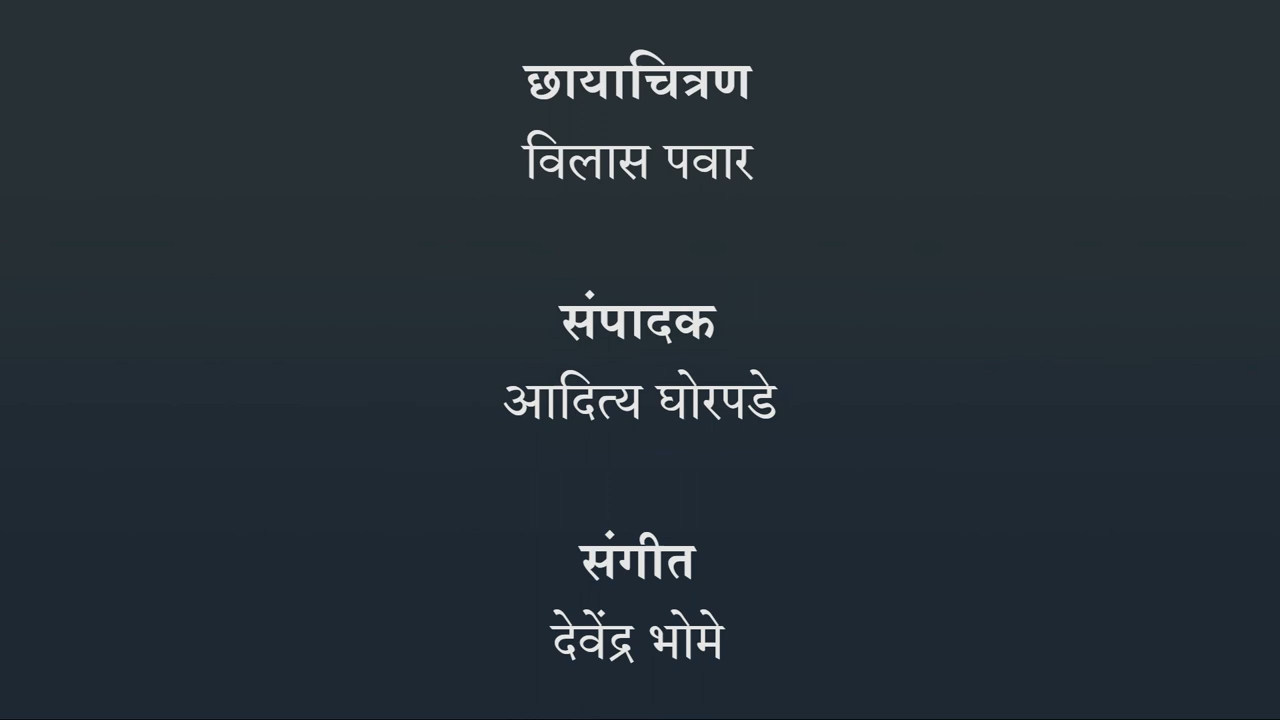 छायाचित्रण
विलास पवार
संपादक
आदित्य घोरपडे
संगीत
देवेंद्र भोमे